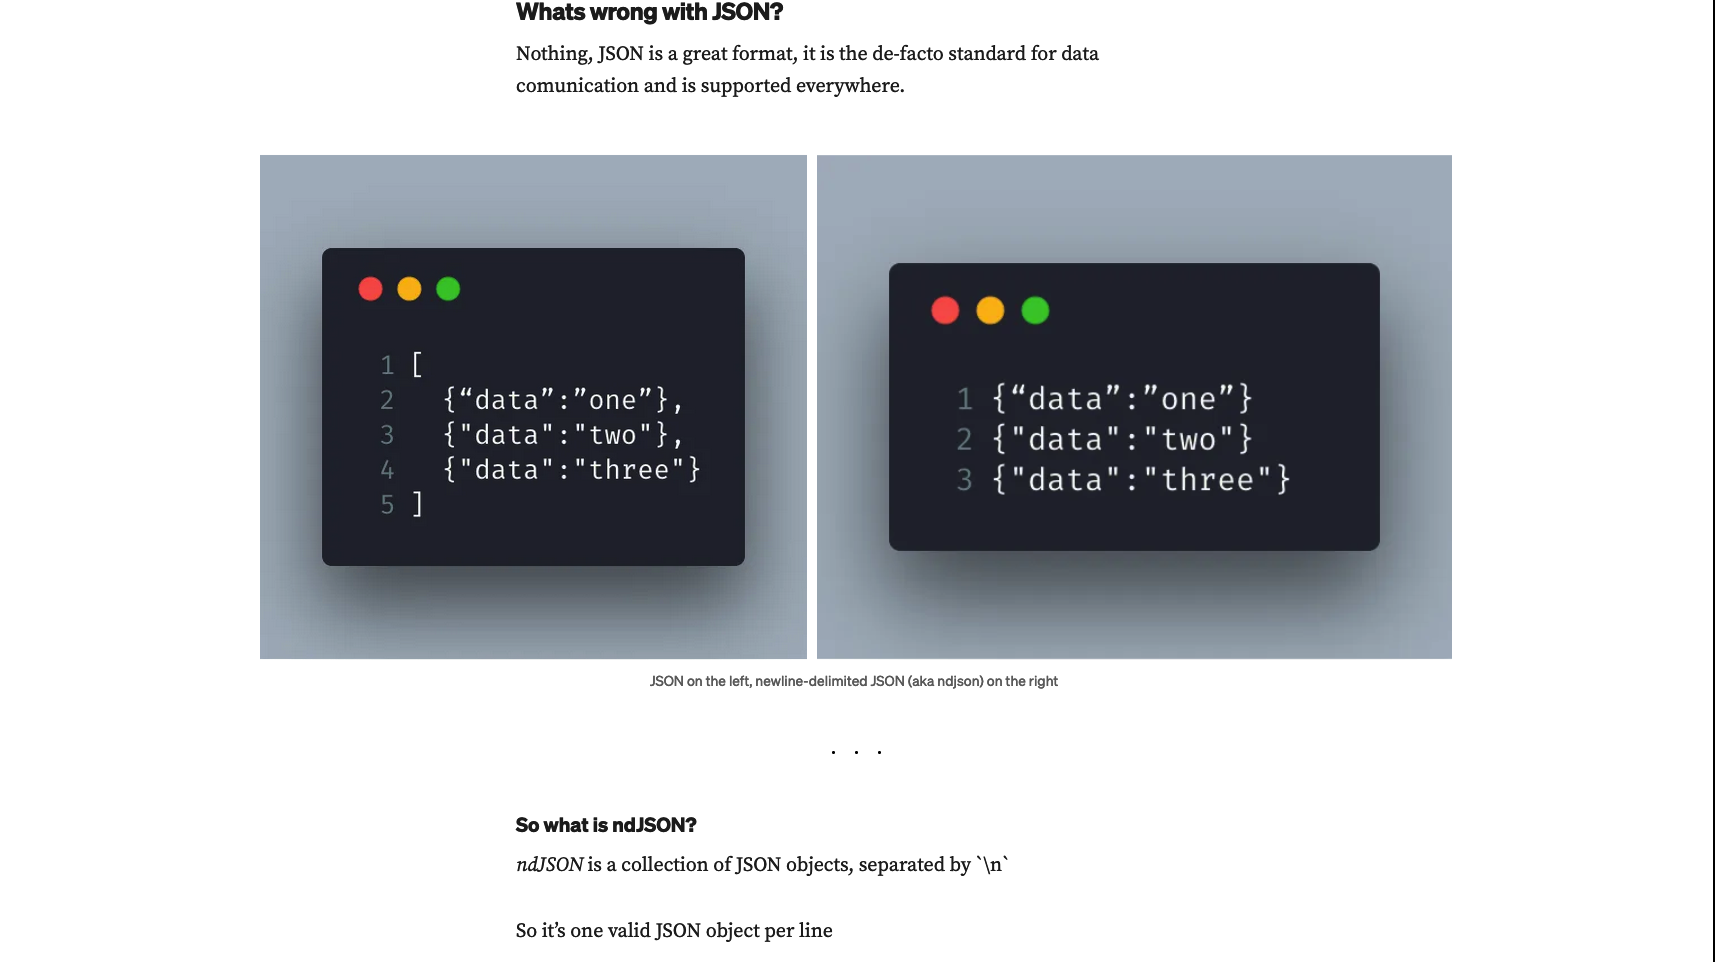 Whats wrong with JSON?
Nothing, JSON is a great format, it is the de-facto standard for data
comunication and is supported everywhere.
1 [
2 {“data”:”one”},
3 {"data":"two"},
4 {"data":"three"}
5 ]
1 {“data”:”one”}
2 {"data":"two"}
3 {"data":"three"}
JSON on the left, newline-delimited JSON (aka ndjson) on the right
. . .
So what is ndJSON?
ndJSON is a collection of JSON objects, separated by `\n`
So it’s one valid JSON object per line